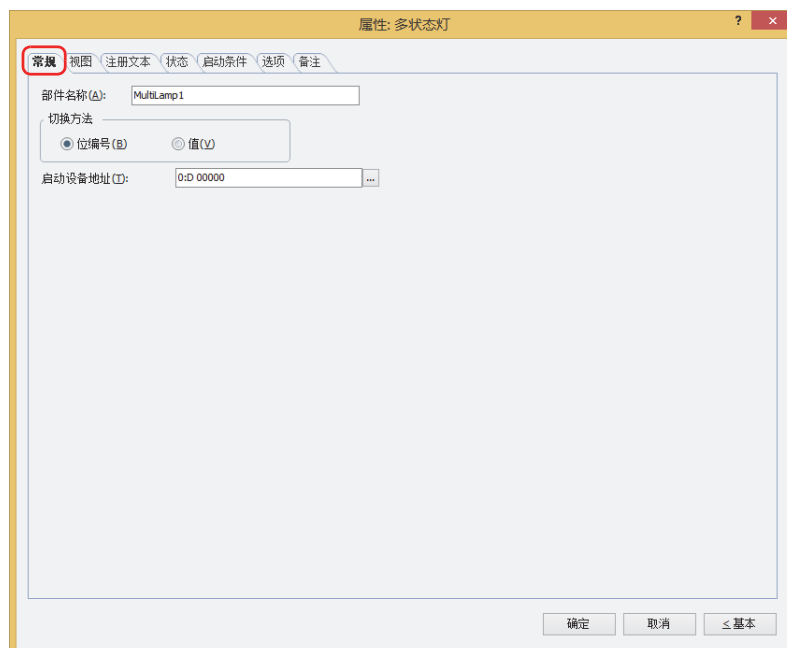 属性: 多状态灯
? ×
常规 视图 注册文本 状态 启动条件 选项 备注
部件名称(A): MultiLamp1
切换方法
位编号(B) 值(V)
启动设备地址(T): 0:D 00000 ...
确定 取消 <基本